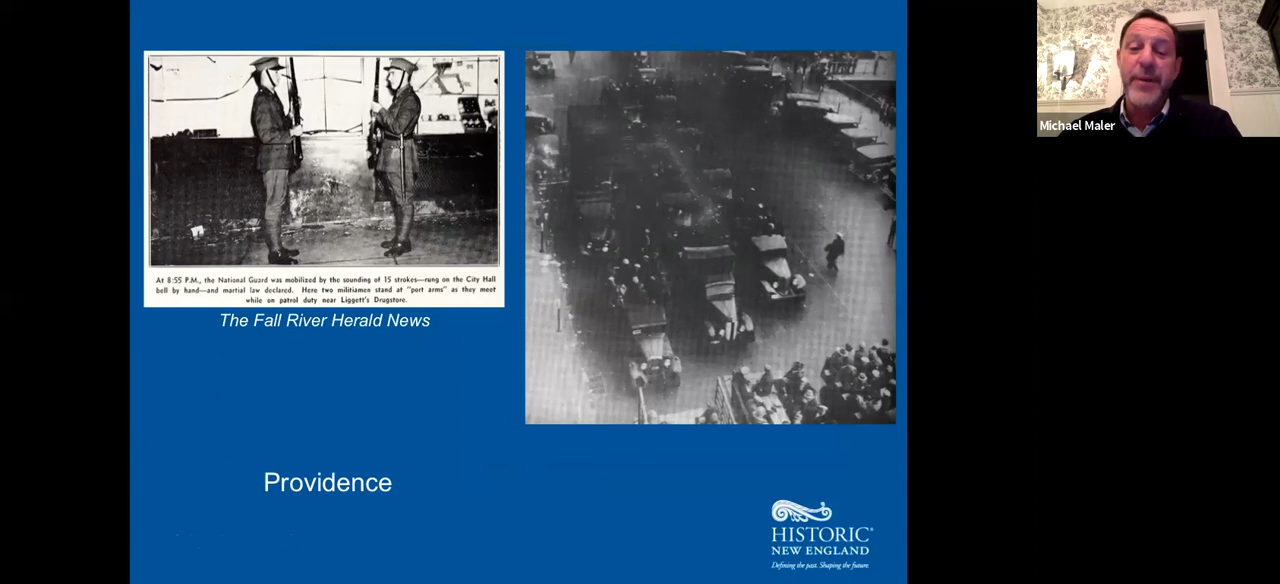 At 8:55 P.M., the National Guard was mobilized by the sounding of 15 strokes—rung on the City Hall
bell by hand—and martial law declared. Here two militiamen stand at "port arms" as they meet
while on patrol duty near Liggett's Drugstore.
The Fall River Herald News
Providence
HISTORIC®
NEW ENGLAND
Defining the past. Shaping the future.
Michael Maler